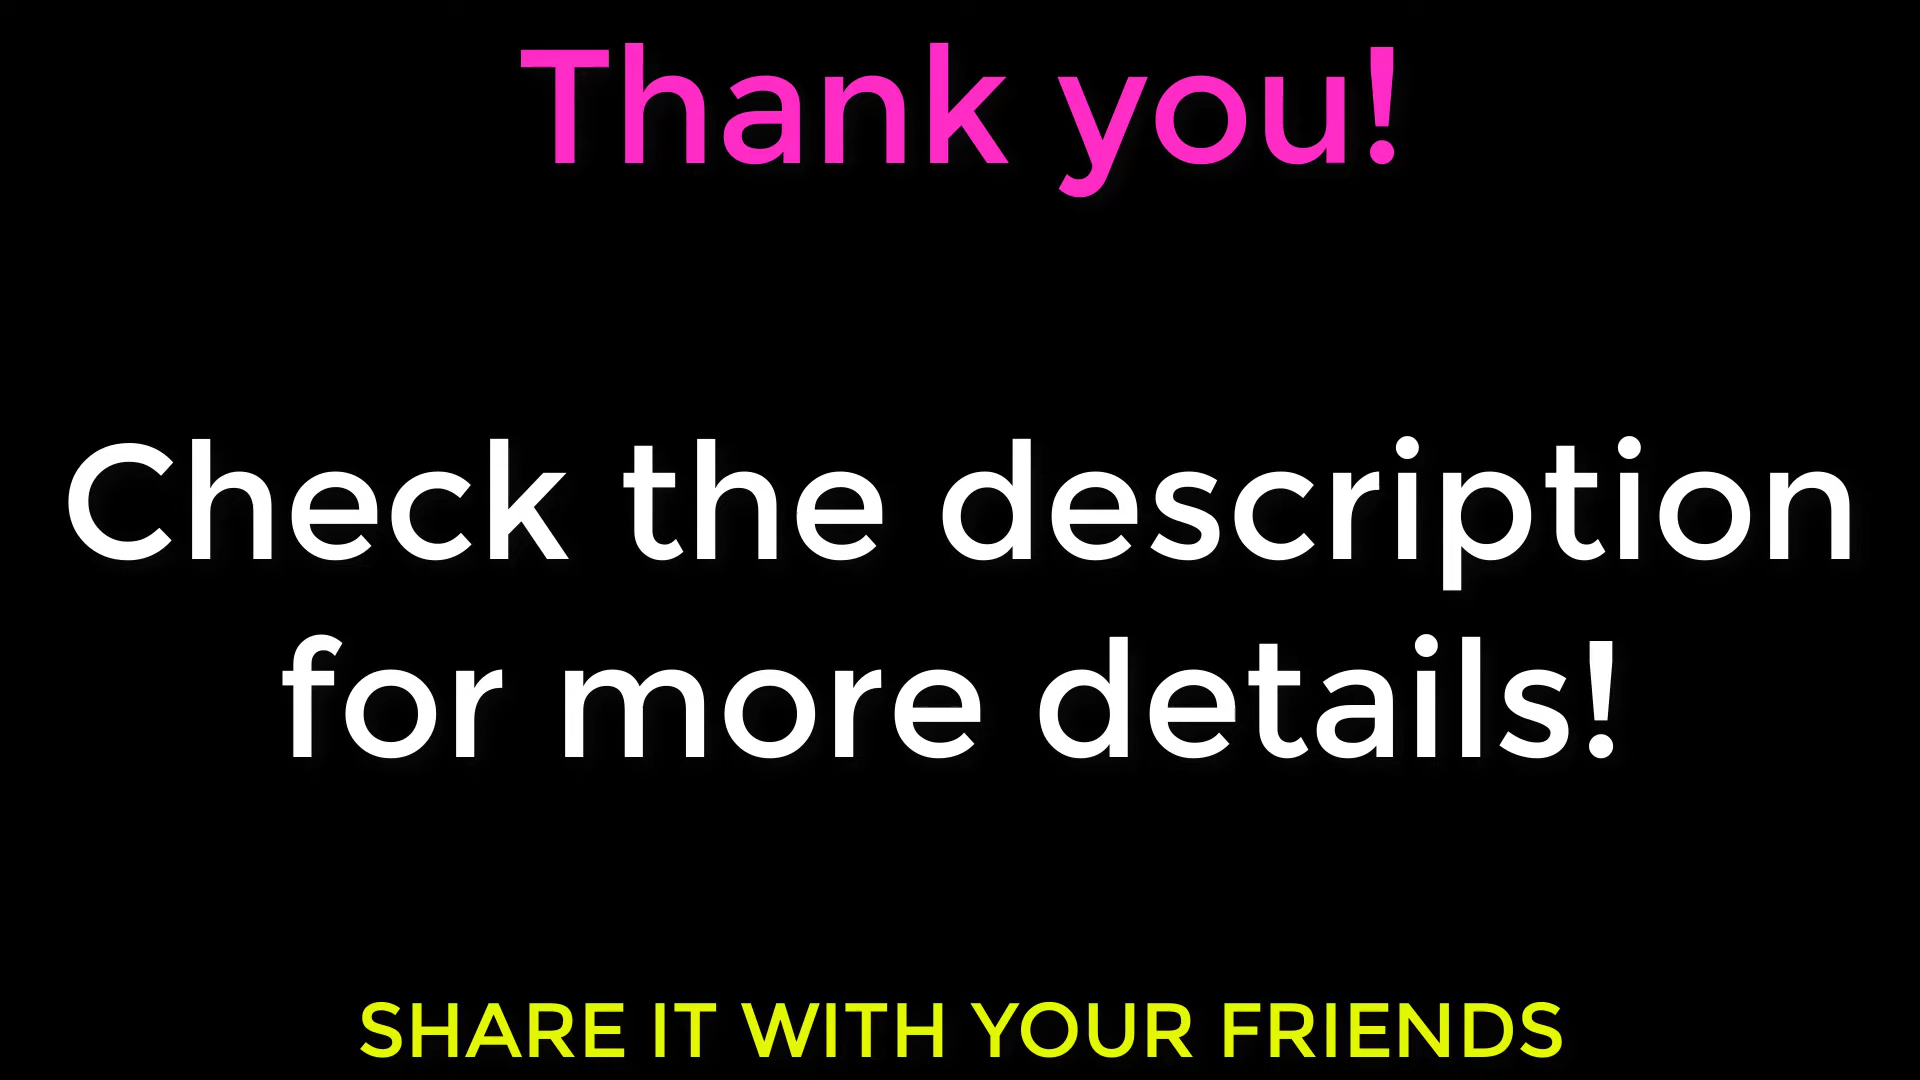 Thank you!
Check the description
for more details!
SHARE IT WITH YOUR FRIENDS